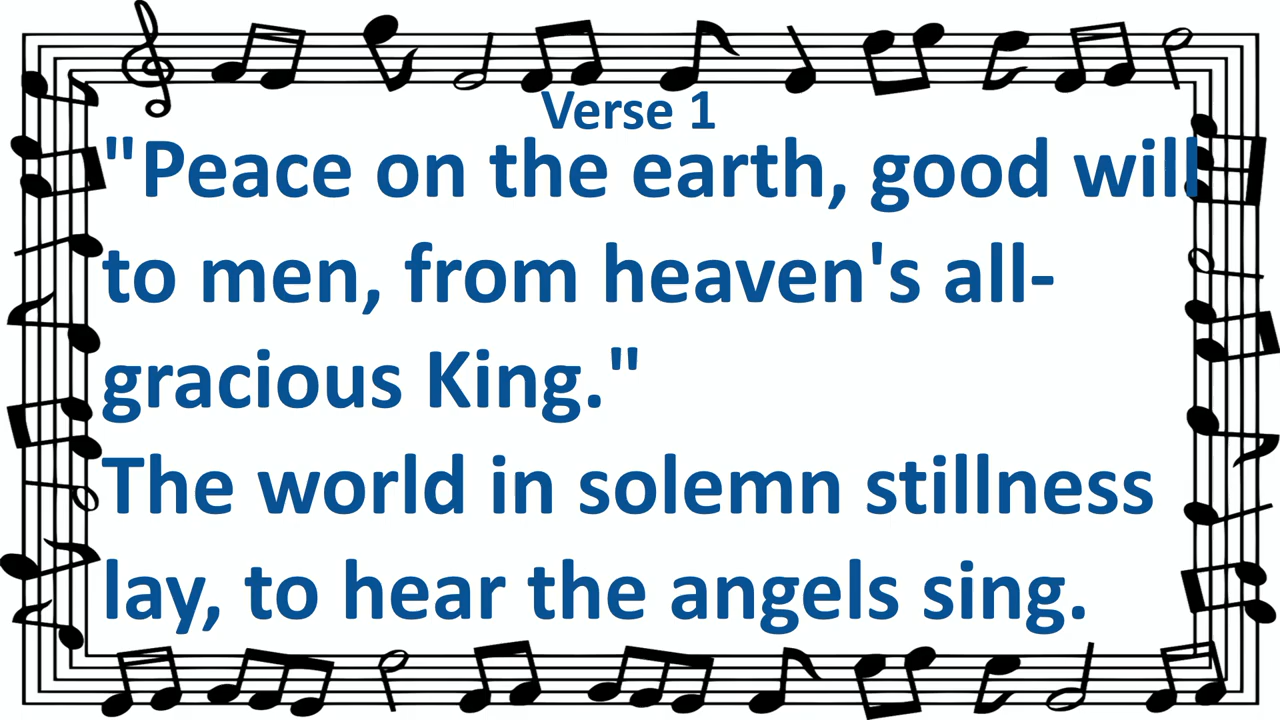 Verse 1
"Peace on the earth, good will
to men, from heaven's all-
gracious King."
The world in solemn stillness
lay, to hear the angels sing.